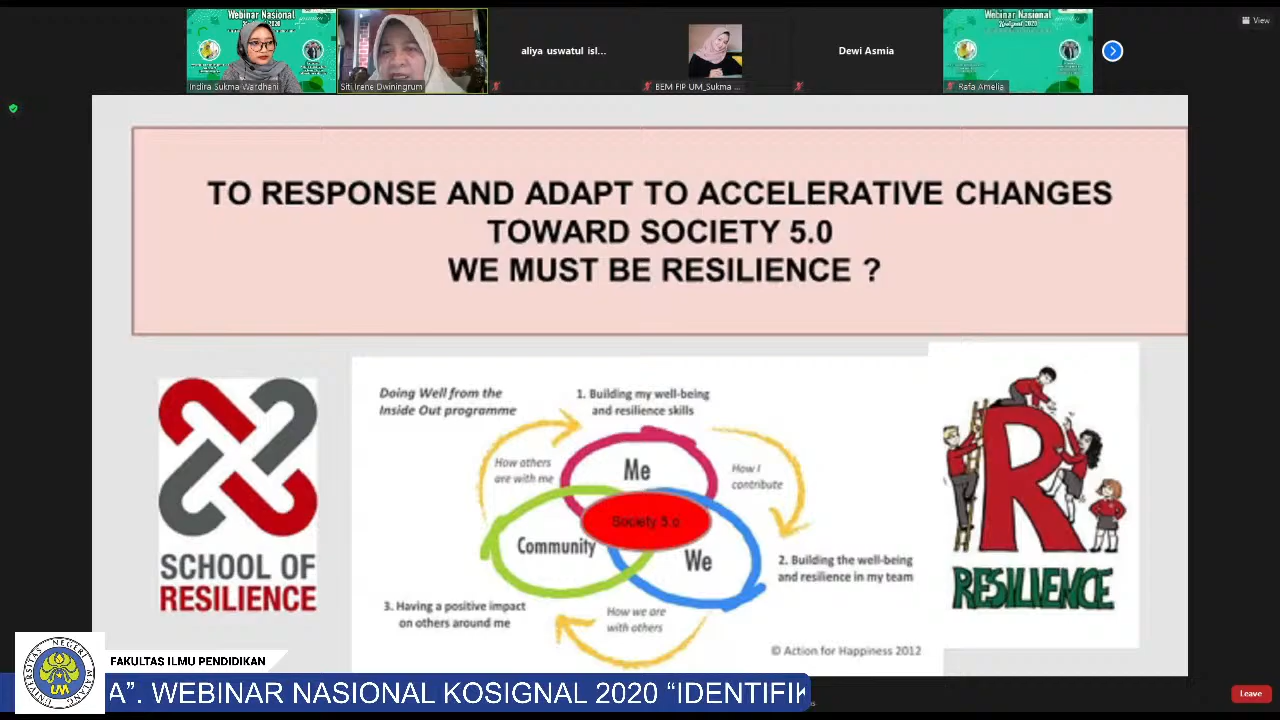 Webinar Nasional
Indira Sukma Wardhani
Siti Irene Dwiningrum
aliya uswatul isl...
BEM FIP UM_Sukma ...
Dewi Asmia
Webinar Nasional
Rafa Amelia
View
TO RESPONSE AND ADAPT TO ACCELERATIVE CHANGES
TOWARD SOCIETY 5.0
WE MUST BE RESILIENCE ?
SCHOOL OF
RESILIENCE
Doing Well from the
Inside Out programme
1. Building my well-being
and resilience skills
How others
are with me
Me
How I
contribute
Society 5.0
Community
We
2. Building the well-being
and resilience in my team
3. Having a positive impact
on others around me
How we are
with others
© Action for Happiness 2012
R
RESILIENCE
UM
FAKULTAS ILMU PENDIDIKAN
A”. WEBINAR NASIONAL KOSIGNAL 2020 “IDENTIFIK
Leave